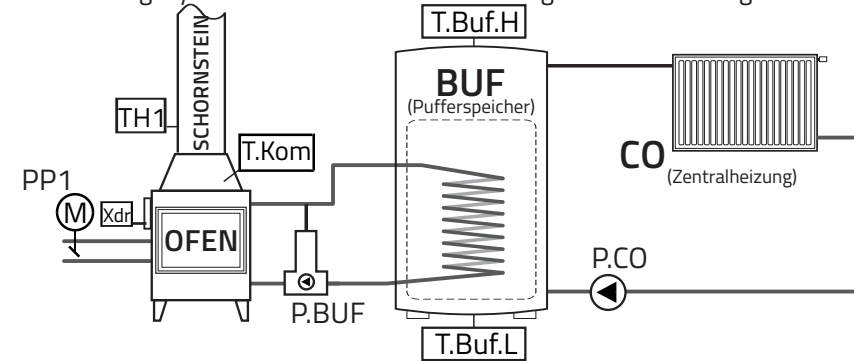 T.Buf.H
SCHORNSTEIN
BUF
(Pufferspeicher)
TH1
T.Kom
CO
(Zentralheizung)
PP1
M
Xdr
OFEN
P.CO
P.BUF
T.Buf.L